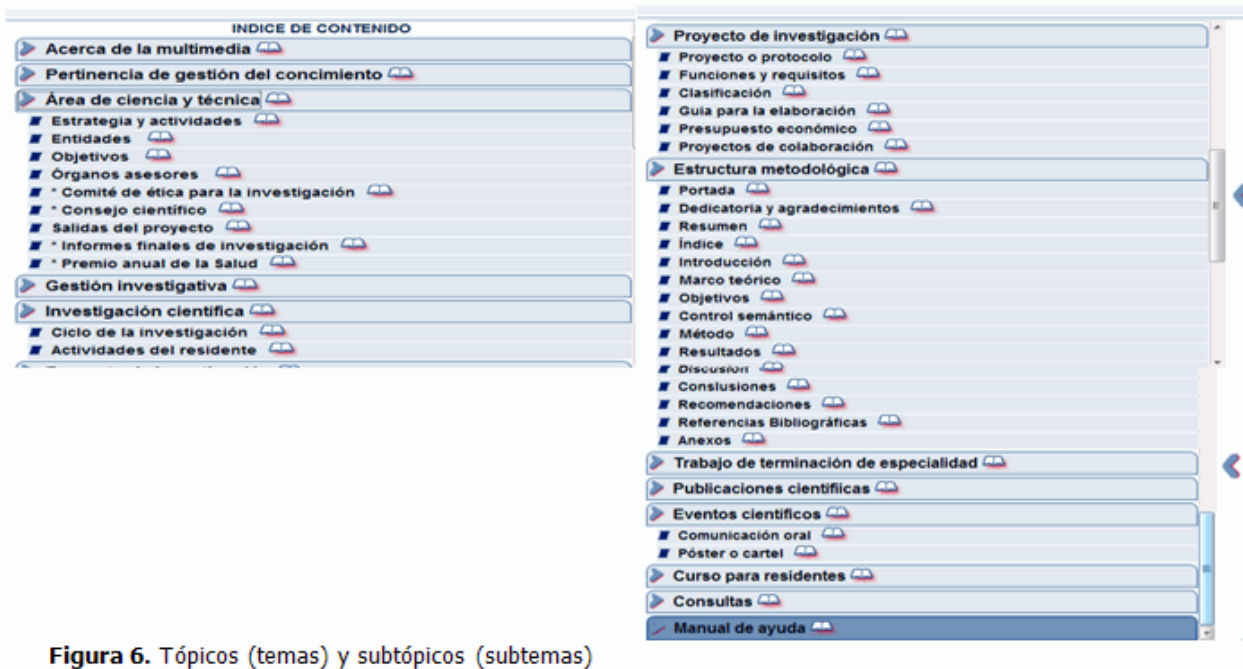 INDICE DE CONTENIDO
Acerca de la multimedia
Pertinencia de gestión del concimiento
Área de ciencia y técnica
Estrategia y actividades
Entidades
Objetivos
Órganos asesores
* Comité de ética para la investigación
* Consejo científico
Salidas del proyecto
* Informes finales de investigación
* Premio anual de la Salud
Gestión investigativa
Investigación científica
Ciclo de la investigación
Actividades del residente
Proyecto de investigación
Proyecto o protocolo
Funciones y requisitos
Clasificación
Guia para la elaboración
Presupuesto económico
Proyectos de colaboración
Estructura metodológica
Portada
Dedicatoria y agradecimientos
Resumen
Índice
Introducción
Marco teórico
Objetivos
Control semántico
Método
Resultados
Discusión
Conslusiones
Recomendaciones
Referencias Bibliográficas
Anexos
Trabajo de terminación de especialidad
Publicaciones cientifiicas
Eventos científicos
Comunicación oral
Póster o cartel
Curso para residentes
Consultas
Manual de ayuda
Figura 6. Tópicos (temas) y subtópicos (subtemas)